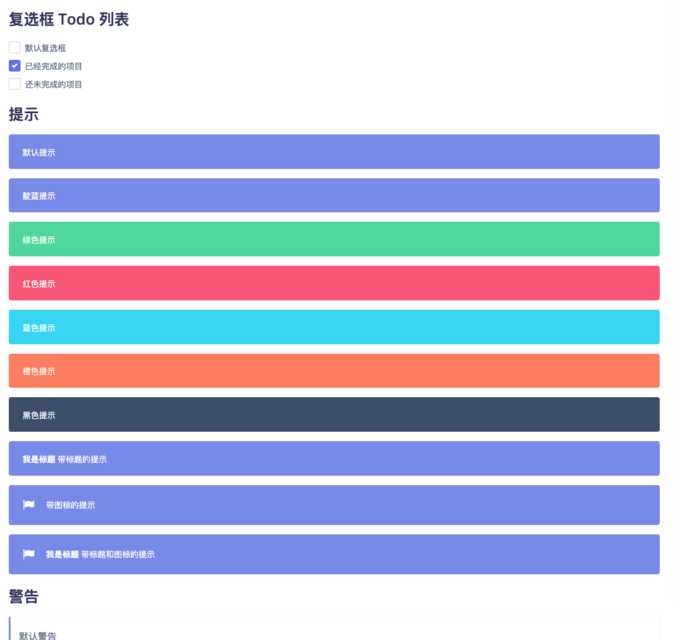 复选框 Todo 列表
默认复选框
已经完成的项目
还未完成的项目
提示
默认提示
靛蓝提示
绿色提示
红色提示
蓝色提示
橙色提示
黑色提示
我是标题 带标题的提示
带图标的提示
我是标题 带标题和图标的提示
警告
默认警告